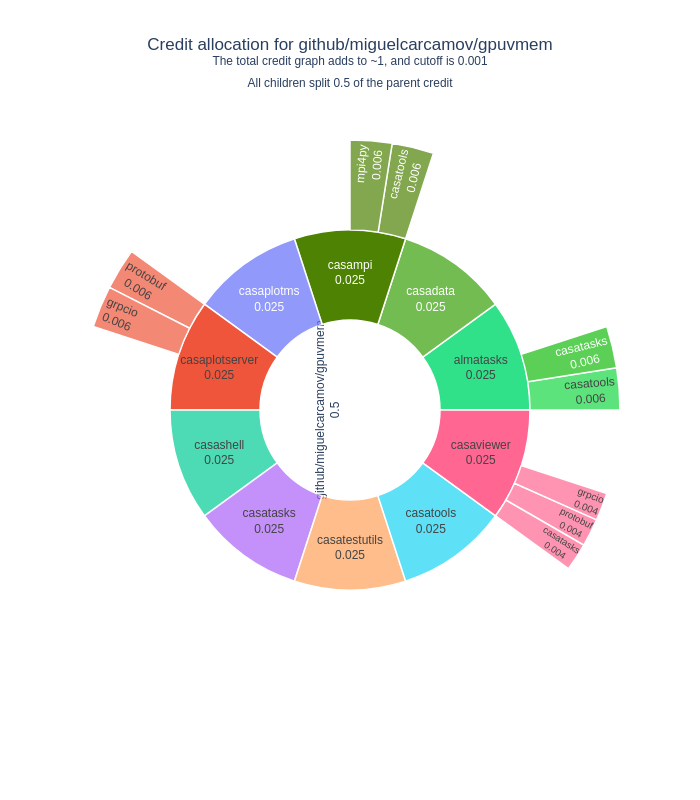 Credit allocation for github/miguelcarcamov/gpuvmem
The total credit graph adds to ~1, and cutoff is 0.001
All children split 0.5 of the parent credit
mpi4py
0.006
casatools
0.006
casampi
0.025
casadata
0.025
almatasks
0.025
casatasks
0.006
casatools
0.006
casaviewer
0.025
grpcio
0.004
protobuf
0.004
casatasks
0.004
casatools
0.025
casatestutils
0.025
casatasks
0.025
casashell
0.025
casaplotserver
0.025
grpcio
0.006
protobuf
0.006
casaplotms
0.025
github/miguelcarcamov/gpuvmem
0.5